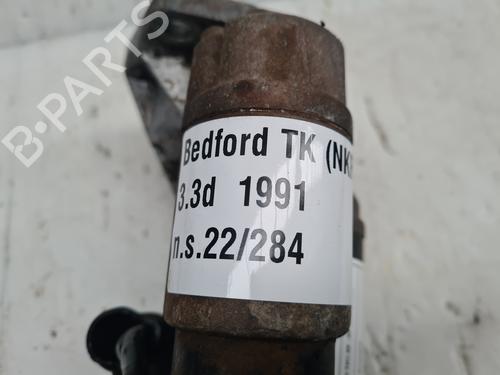 B-PARTS
Bedford TK (NK
3.3d 1991
n.s.22/284